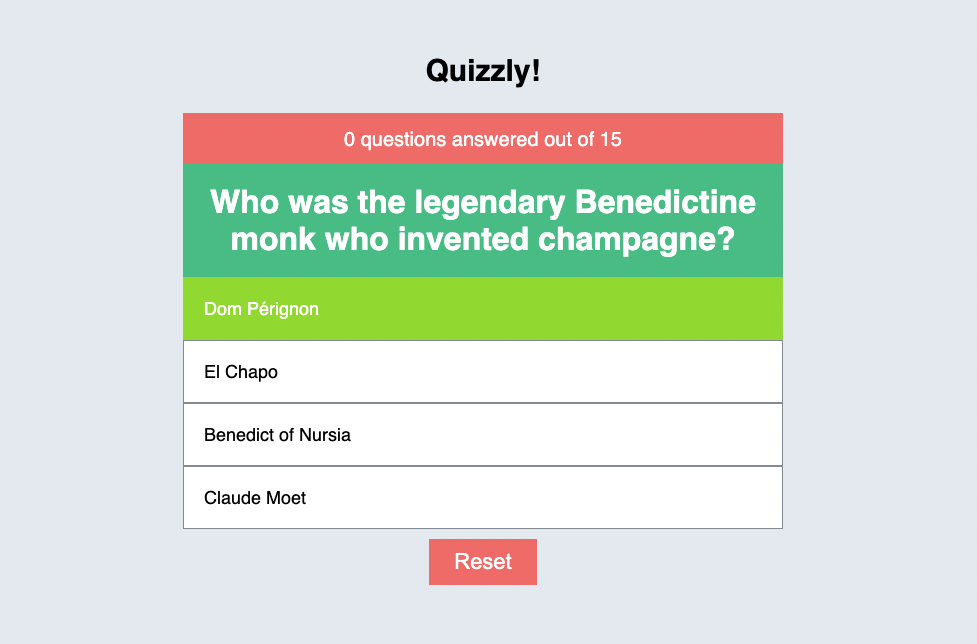 Quizzly!
0 questions answered out of 15
Who was the legendary Benedictine
monk who invented champagne?
Dom Pérignon
El Chapo
Benedict of Nursia
Claude Moet
Reset